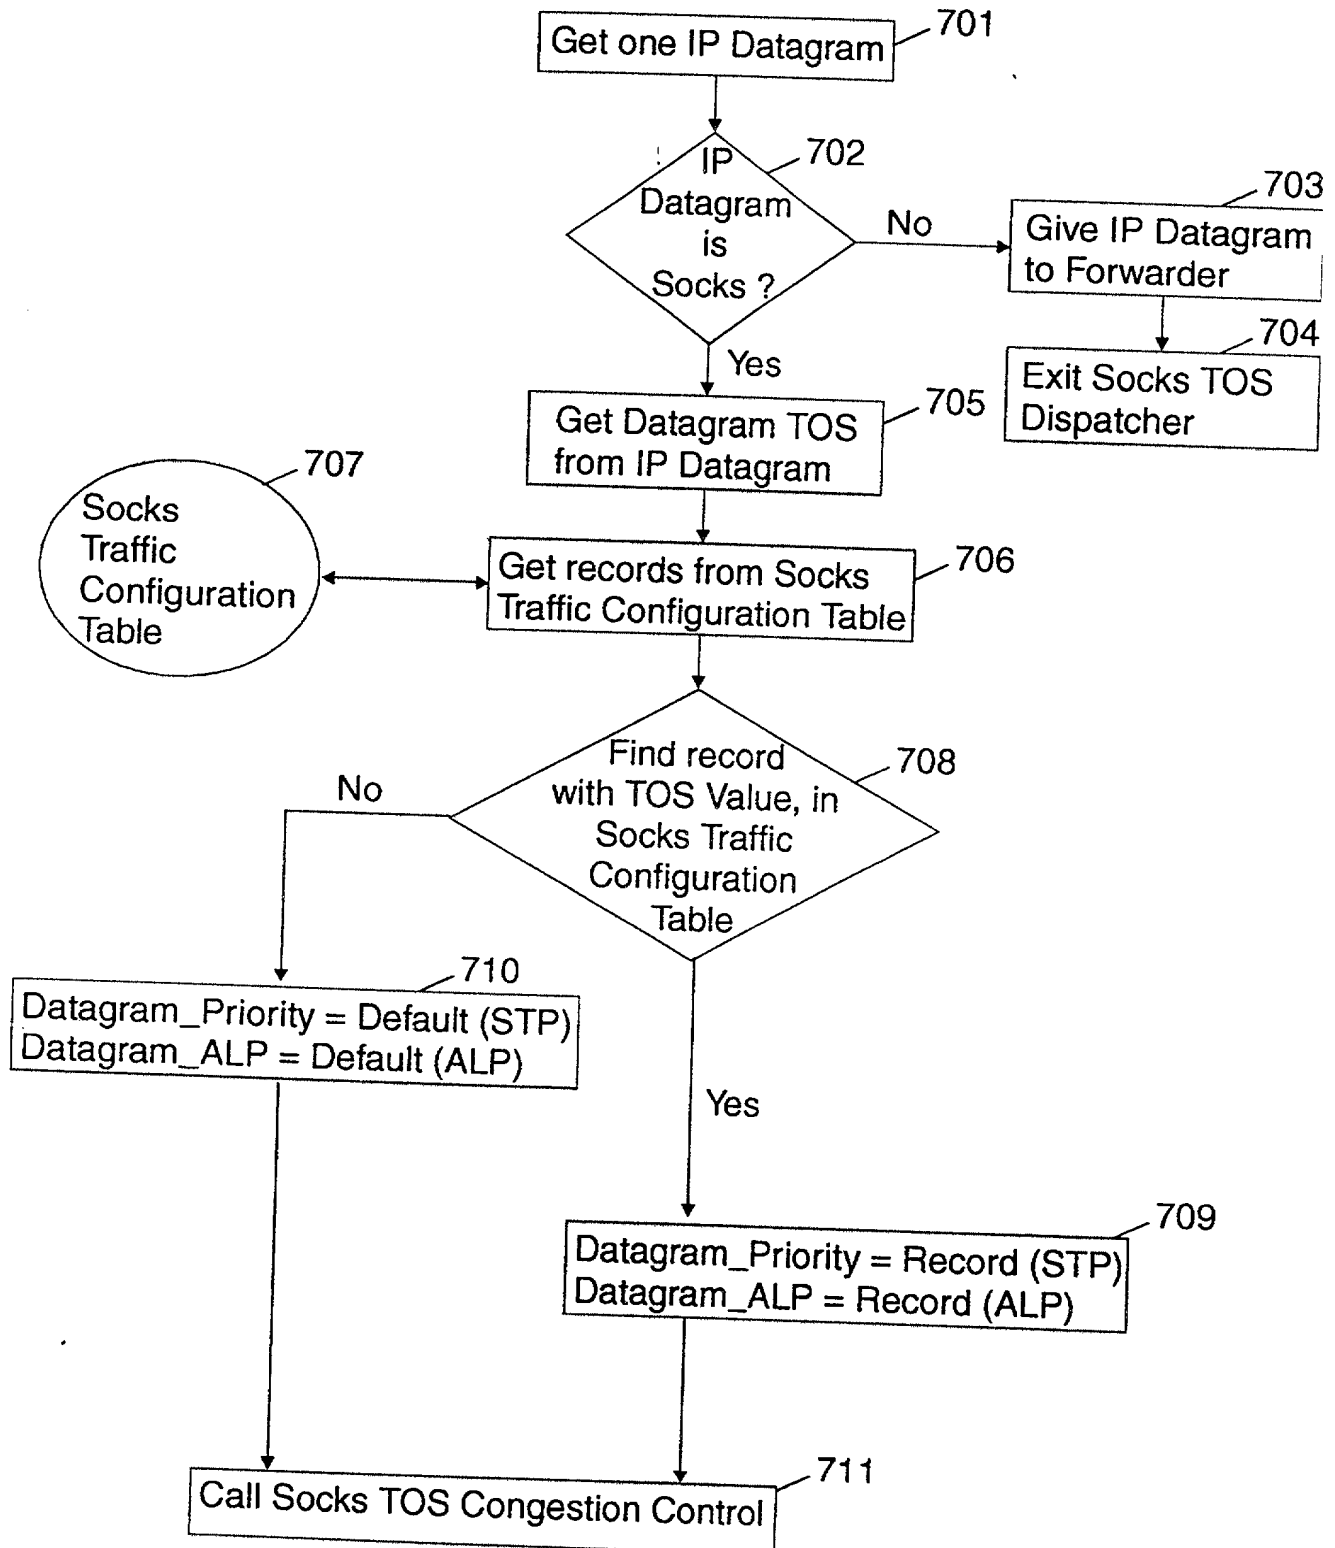 701
Get one IP Datagram
702
IP
Datagram
is
Socks ?
No
703
Give IP Datagram
to Forwarder
Yes
704
Exit Socks TOS
Dispatcher
705
Get Datagram TOS
from IP Datagram
707
Socks
Traffic
Configuration
Table
706
Get records from Socks
Traffic Configuration Table
708
Find record
with TOS Value, in
Socks Traffic
Configuration
Table
No
710
Datagram_Priority = Default (STP)
Datagram_ALP = Default (ALP)
Yes
709
Datagram_Priority = Record (STP)
Datagram_ALP = Record (ALP)
711
Call Socks TOS Congestion Control